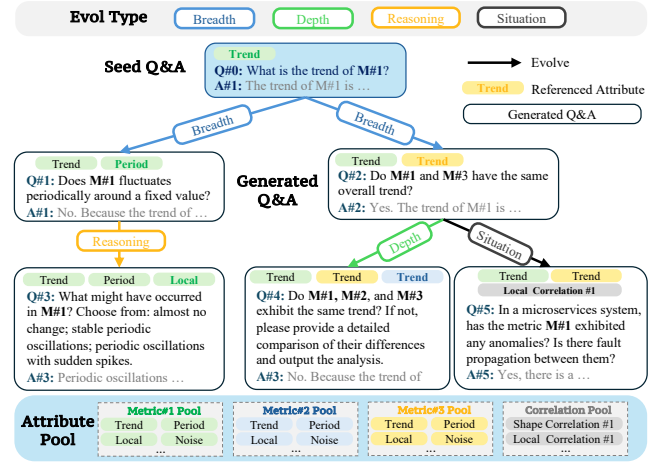 Evol Type
Breadth
Depth
Reasoning
Situation
Seed Q&A
Trend
Q#0: What is the trend of M#1?
A#1: The trend of M#1 is …
Evolve
Trend
Referenced Attribute
Generated Q&A
Breadth
Breadth
Trend
Period
Q#1: Does M#1 fluctuates
periodically around a fixed value?
A#1: No. Because the trend of …
Generated
Q&A
Trend
Trend
Q#2: Do M#1 and M#3 have the same
overall trend?
A#2: Yes. The trend of M#1 is …
Reasoning
Depth
Situation
Trend
Period
Local
Q#3: What might have occurred
in M#1? Choose from: almost no
change; stable periodic
oscillations; periodic oscillations
with sudden spikes.
A#3: Periodic oscillations …
Trend
Trend
Trend
Q#4: Do M#1, M#2, and M#3
exhibit the same trend? If not,
please provide a detailed
comparison of their differences
and output the analysis.
A#3: No. Because the trend of
Trend
Trend
Local Correlation #1
Q#5: In a microservices system,
has the metric M#1 exhibited
any anomalies? Is there fault
propagation between them?
A#5: Yes, there is a …
Attribute
Pool
Metric#1 Pool
Trend
Period
Local
Noise
...
Metric#2 Pool
Trend
Period
Local
Noise
...
Metric#3 Pool
Trend
Period
Local
Noise
...
Correlation Pool
Shape Correlation #1
Local Correlation #1
...